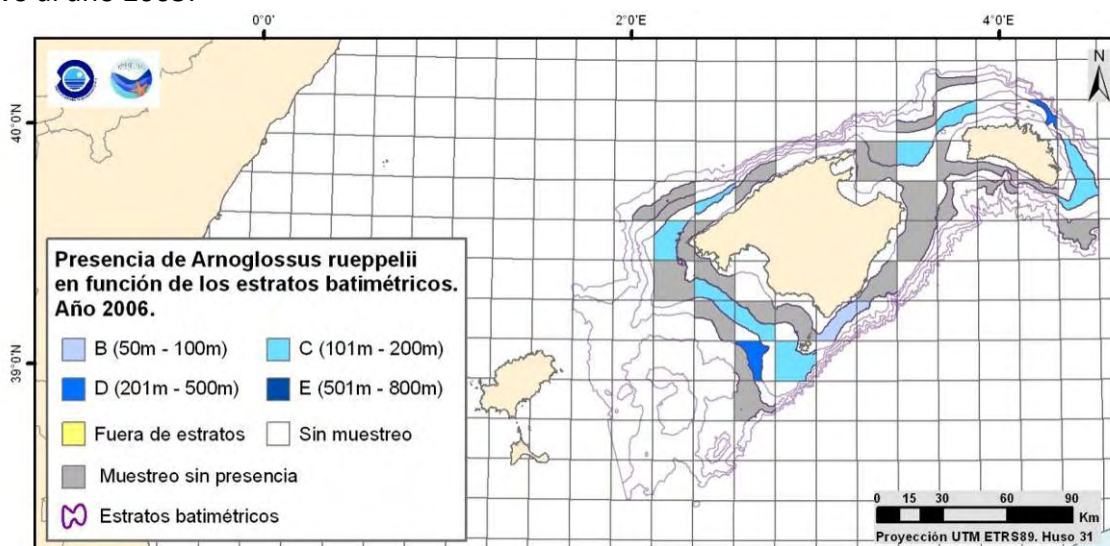 0°0'
2°0'E
4°0'E
N
40°0'N
39°0'N
Presencia de Arnoglossus rueppelii
en función de los estratos batimétricos.
Año 2006.
B (50m - 100m)
C (101m - 200m)
D (201m - 500m)
E (501m - 800m)
Fuera de estratos
Sin muestreo
Muestreo sin presencia
Estratos batimétricos
0 15 30 60 90
Km
Proyección UTM ETRS89. Huso 31